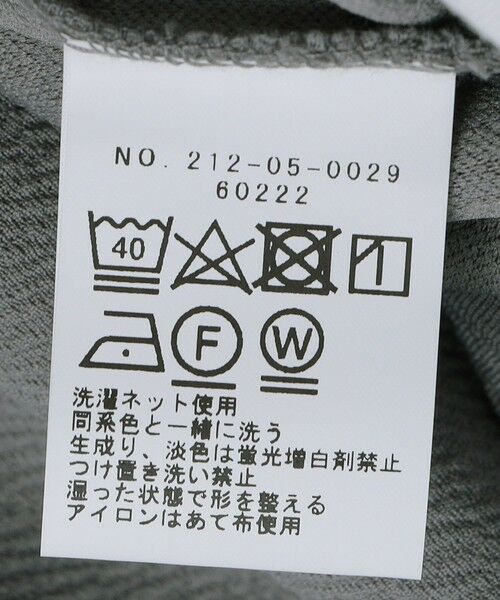 NO. 212-05-0029
60222
40
F W
洗濯ネット使用
同系色と一緒に洗う
生成り、淡色は蛍光増白剤禁止
つけ置き洗い禁止
湿った状態で形を整える
アイロンはあて布使用